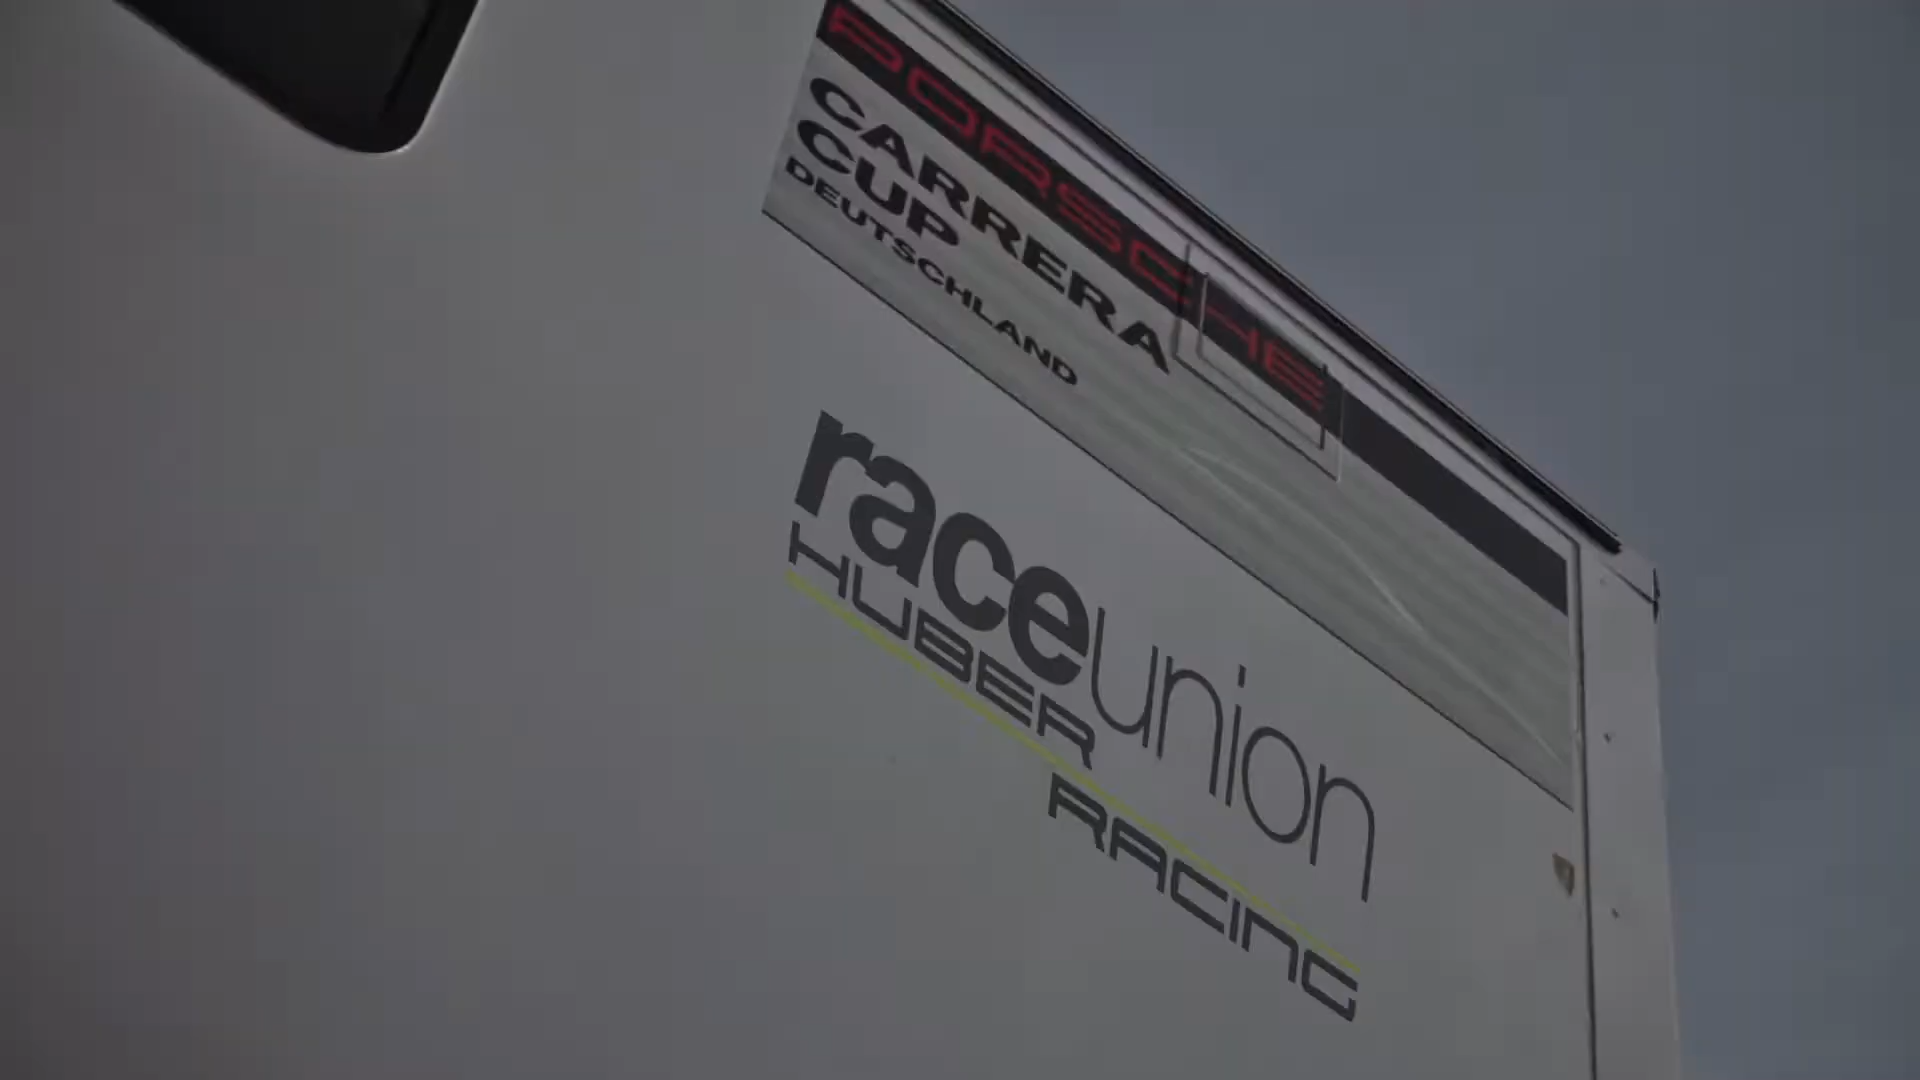 PORSCHE
CARRERA
CUP
DEUTSCHLAND
raceunion
HUBER
RACING